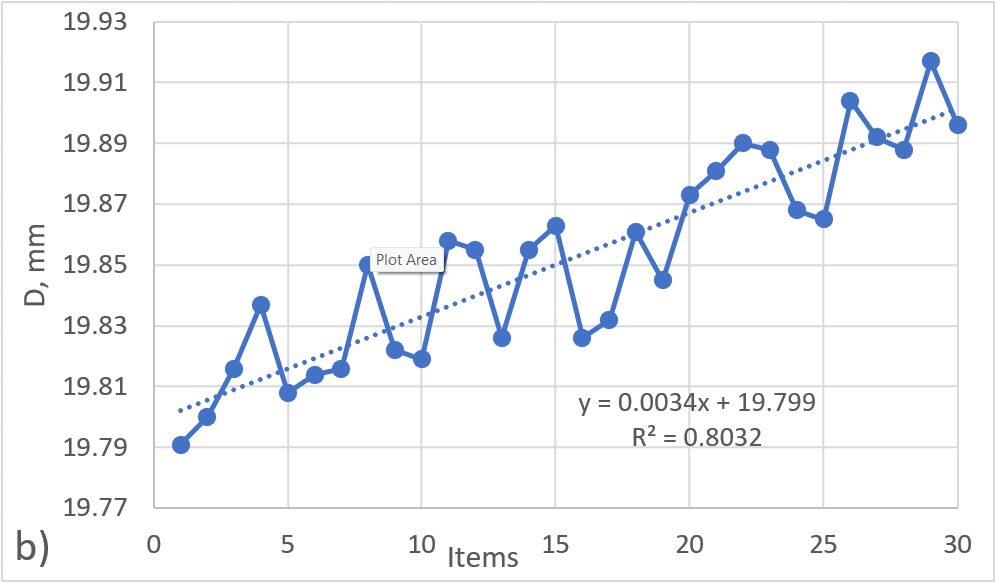 19.93
19.91
19.89
19.87
19.85
19.83
19.81
19.79
19.77
D, mm
Plot Area
y = 0.0034x + 19.799
R² = 0.8032
0 5 10 15 20 25 30
b)
Items